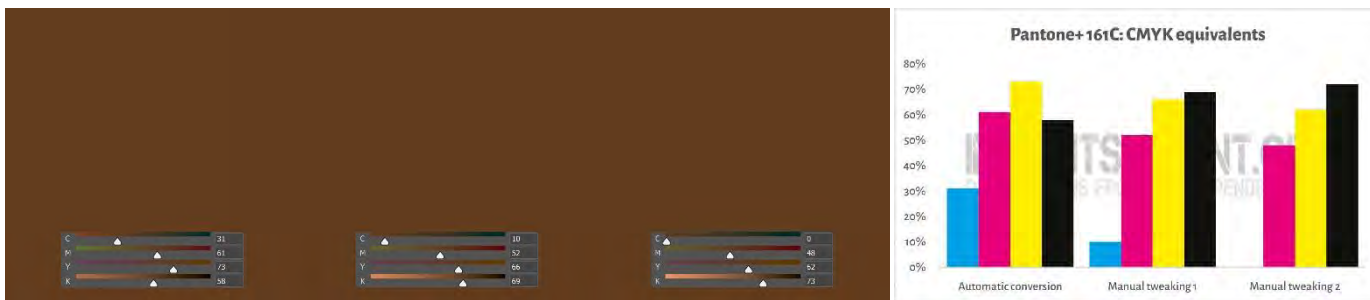 C 31
M 61
Y 73
K 58
C 10
M 52
Y 66
K 69
C 0
M 48
Y 62
K 73
Pantone+ 161C: CMYK equivalents
80%
70%
60%
50%
40%
30%
20%
10%
0%
Automatic conversion
Manual tweaking 1
Manual tweaking 2